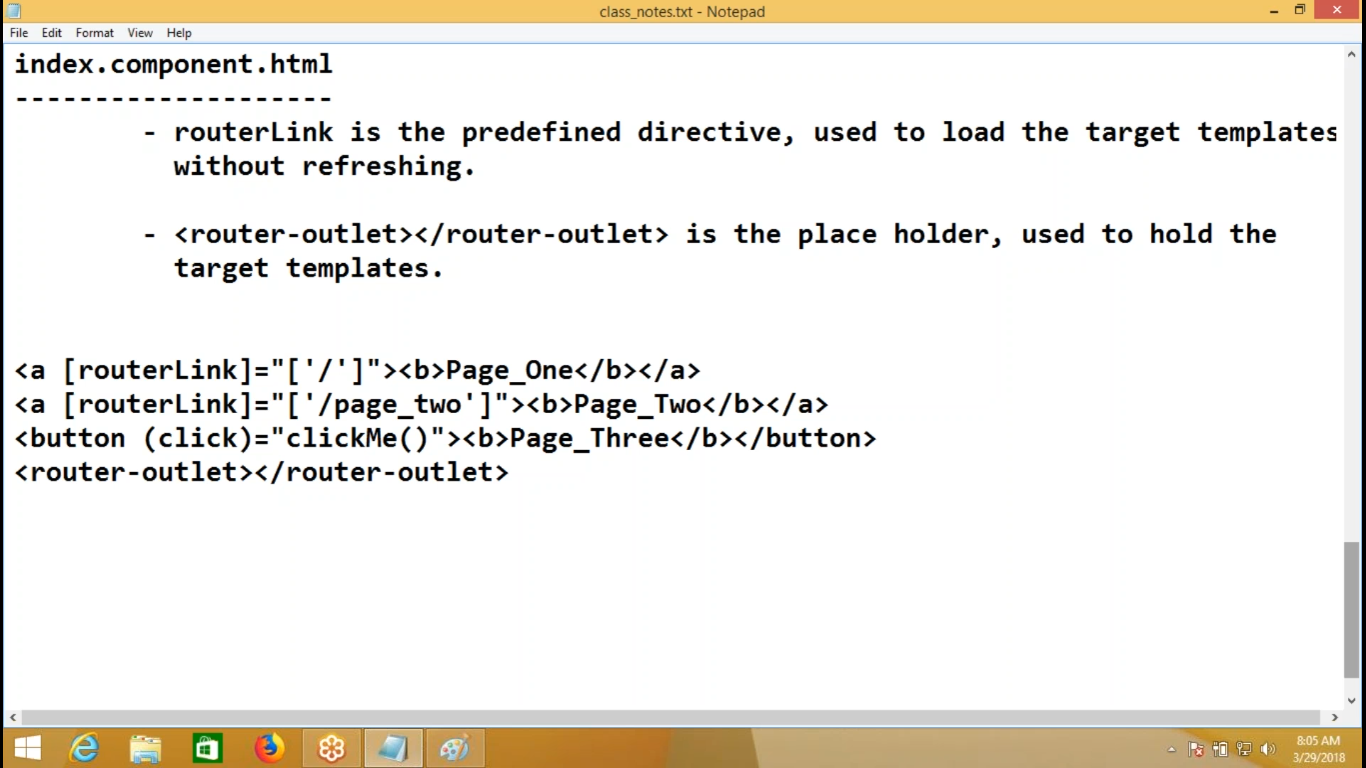 class_notes.txt - Notepad
File Edit Format View Help
index.component.html
--------------------
- routerLink is the predefined directive, used to load the target templates
without refreshing.
- <router-outlet></router-outlet> is the place holder, used to hold the
target templates.
<a [routerLink]="['/']"><b>Page_One</b></a>
<a [routerLink]="['/page_two']"><b>Page_Two</b></a>
<button (click)="clickMe()"><b>Page_Three</b></button>
<router-outlet></router-outlet>
8:05 AM
3/29/2018